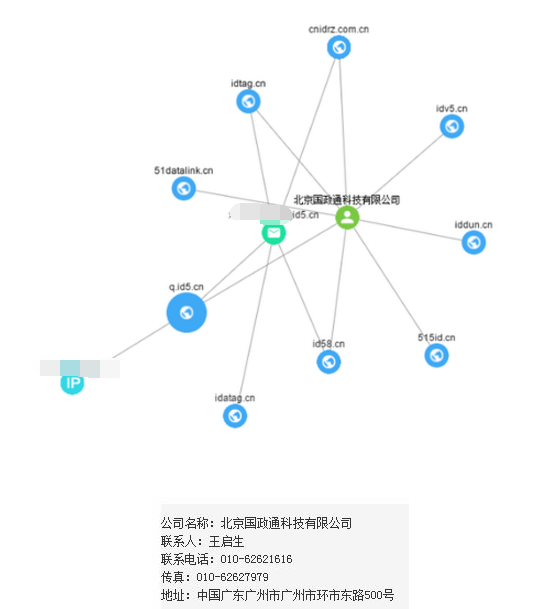 cnidrz.com.cn
idtag.cn
idv5.cn
51datalink.cn
北京国政通科技有限公司
id5.cn
iddun.cn
q.id5.cn
515id.cn
id58.cn
IP
idatag.cn
公司名称：北京国政通科技有限公司
联系人：王启生
联系电话：010-62621616
传真：010-62627979
地址：中国广东广州市广州市环市东路500号